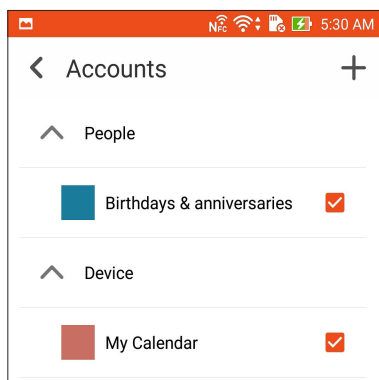 NFC 5:30 AM
Accounts
People
Birthdays & anniversaries
Device
My Calendar